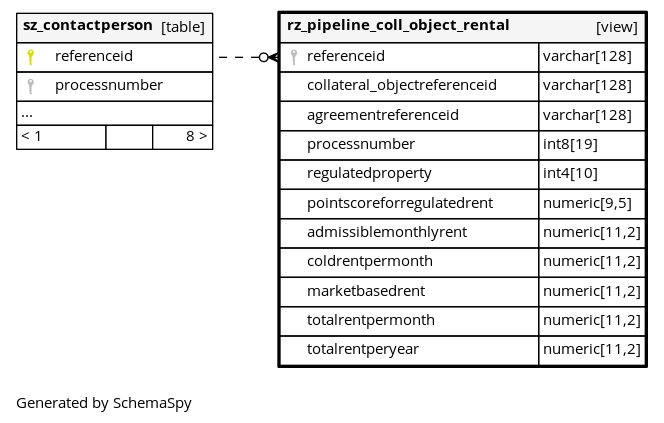 sz_contactperson [table]
referenceid
processnumber
...
< 1 8 >
rz_pipeline_coll_object_rental [view]
referenceid varchar[128]
collateral_objectreferenceid varchar[128]
agreementreferenceid varchar[128]
processnumber int8[19]
regulatedproperty int4[10]
pointscoreforregulatedrent numeric[9,5]
admissiblemonthlyrent numeric[11,2]
coldrentpermonth numeric[11,2]
marketbasedrent numeric[11,2]
totalrentpermonth numeric[11,2]
totalrentperyear numeric[11,2]
Generated by SchemaSpy